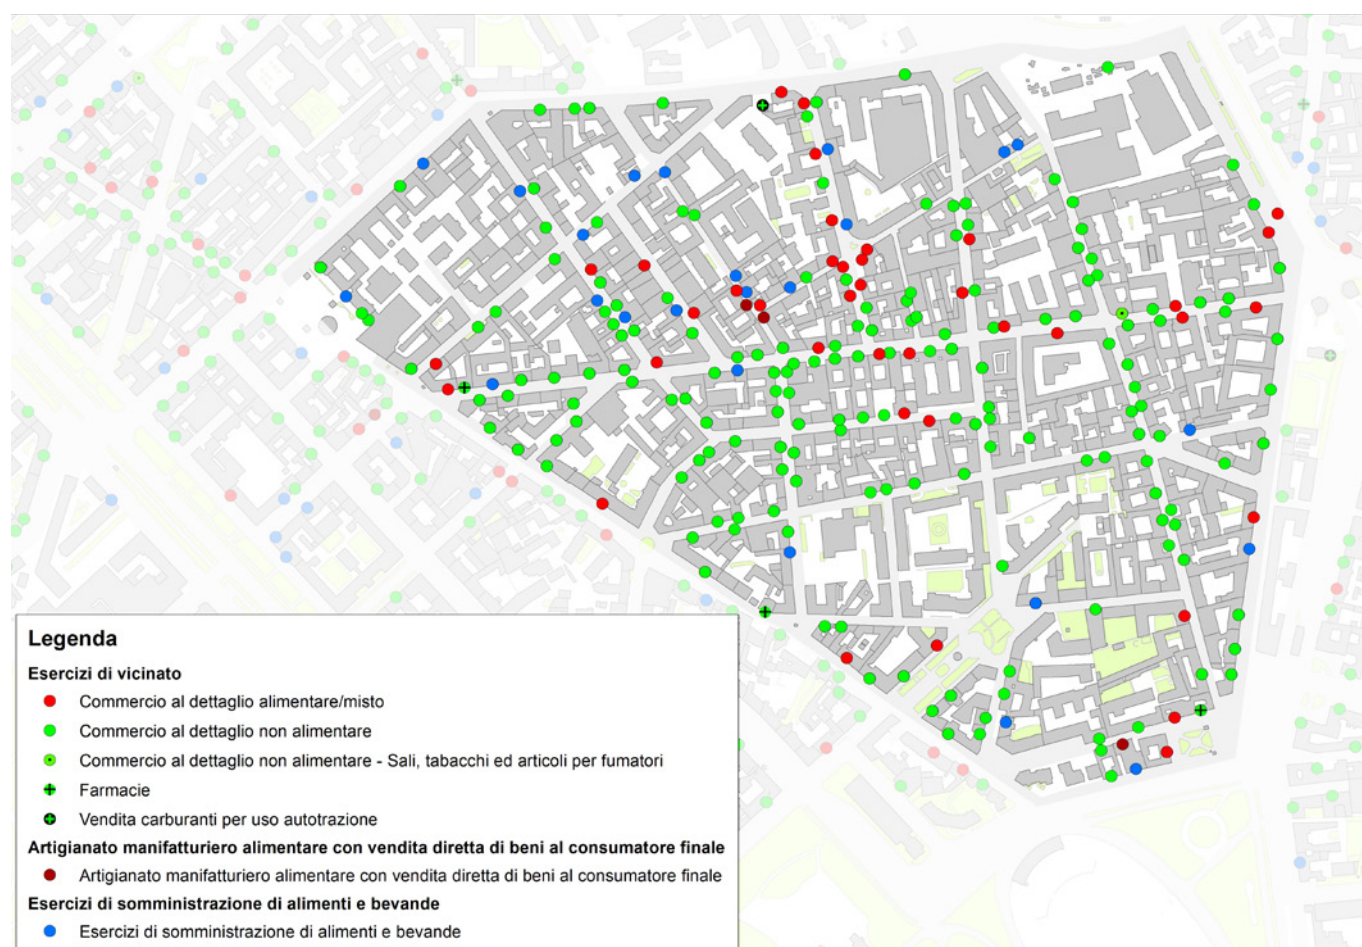 Legenda
Esercizi di vicinato
Commercio al dettaglio alimentare/misto
Commercio al dettaglio non alimentare
Commercio al dettaglio non alimentare - Sali, tabacchi ed articoli per fumatori
Farmacie
Vendita carburanti per uso autotrazione
Artigianato manifatturiero alimentare con vendita diretta di beni al consumatore finale
Artigianato manifatturiero alimentare con vendita diretta di beni al consumatore finale
Esercizi di somministrazione di alimenti e bevande
Esercizi di somministrazione di alimenti e bevande